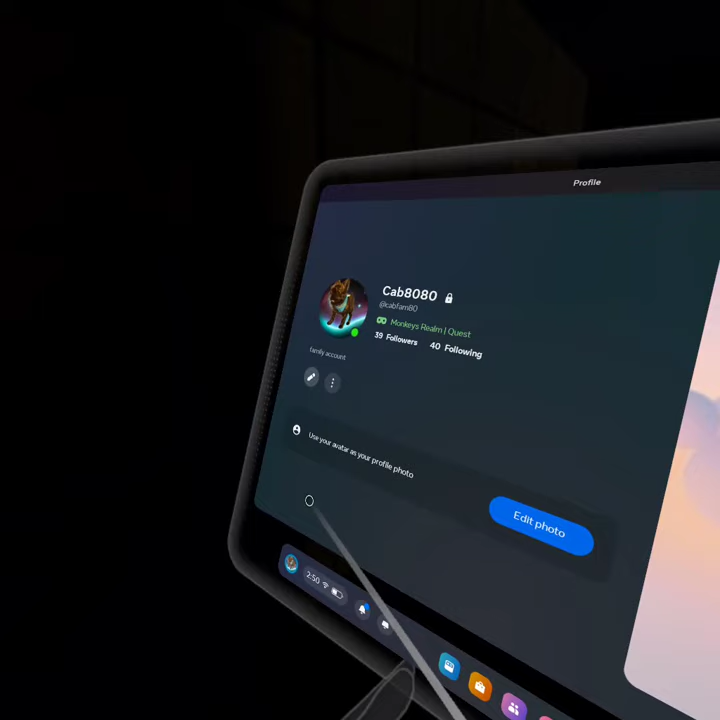 Profile
Cab8080
@cabfam80
Monkeys Realm | Quest
39 Followers 40 Following
family account
Use your avatar as your profile photo
Edit photo
2:50